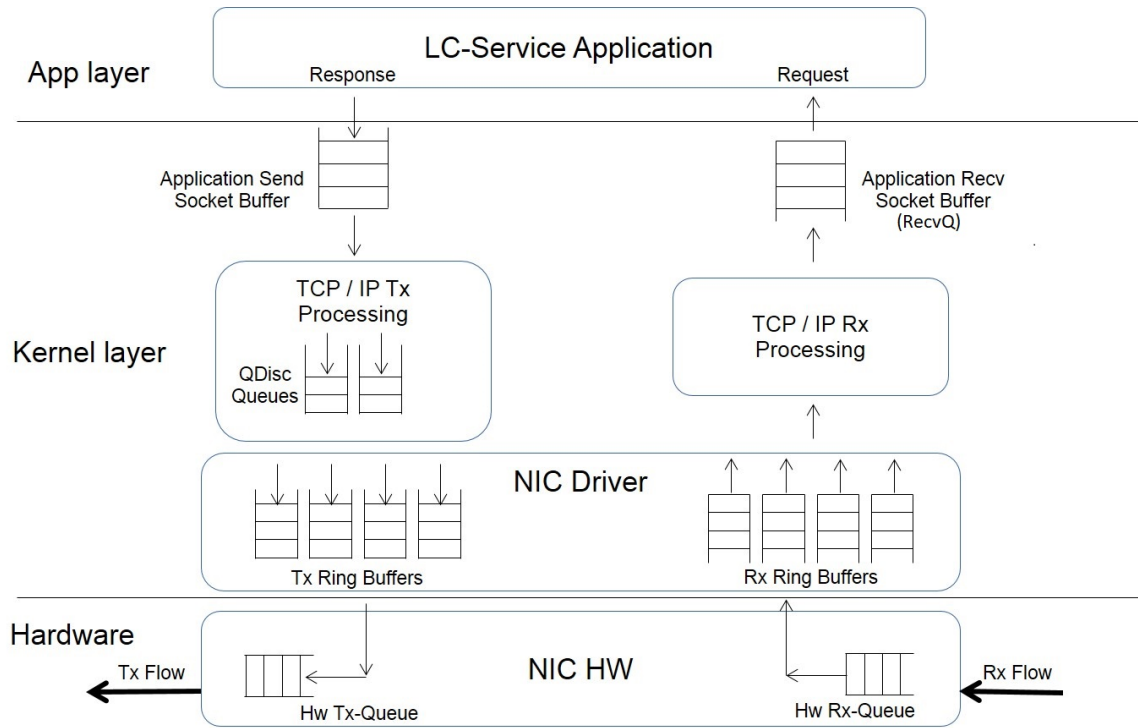 LC-Service Application
App layer
Response
Request
Application Send
Socket Buffer
Application Recv
Socket Buffer
(RecvQ)
TCP / IP Tx
Processing
TCP / IP Rx
Processing
Kernel layer
QDisc
Queues
NIC Driver
Tx Ring Buffers
Rx Ring Buffers
Hardware
Tx Flow
NIC HW
Rx Flow
Hw Tx-Queue
Hw Rx-Queue